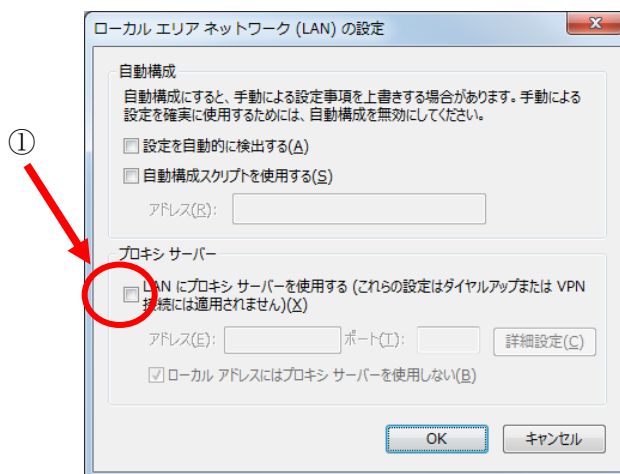 ローカル エリア ネットワーク (LAN) の設定
自動構成
自動構成にすると、手動による設定事項を上書きする場合があります。手動による
設定を確実に使用するためには、自動構成を無効にしてください。
①
設定を自動的に検出する(A)
自動構成スクリプトを使用する(S)
アドレス(R):
プロキシ サーバー
LAN にプロキシ サーバーを使用する (これらの設定はダイヤルアップまたは VPN
接続には適用されません)(X)
アドレス(E): ポート(T): 詳細設定(C)
ローカル アドレスにはプロキシ サーバーを使用しない(B)
OK キャンセル